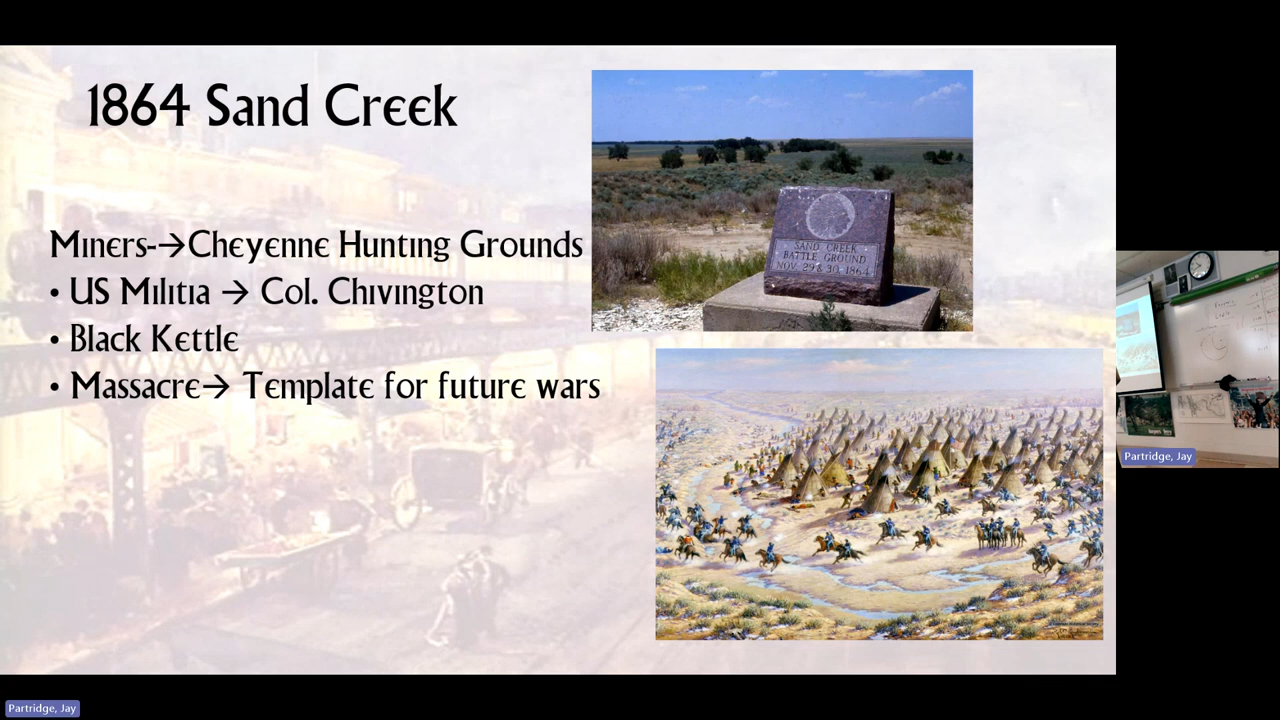 1864 Sand Creek
Miners-→Cheyenne Hunting Grounds
• US Militia → Col. Chivington
• Black Kettle
• Massacre→ Template for future wars
SAND CREEK
BATTLE GROUND
NOV. 29 & 30, 1864
Partridge, Jay
Partridge, Jay